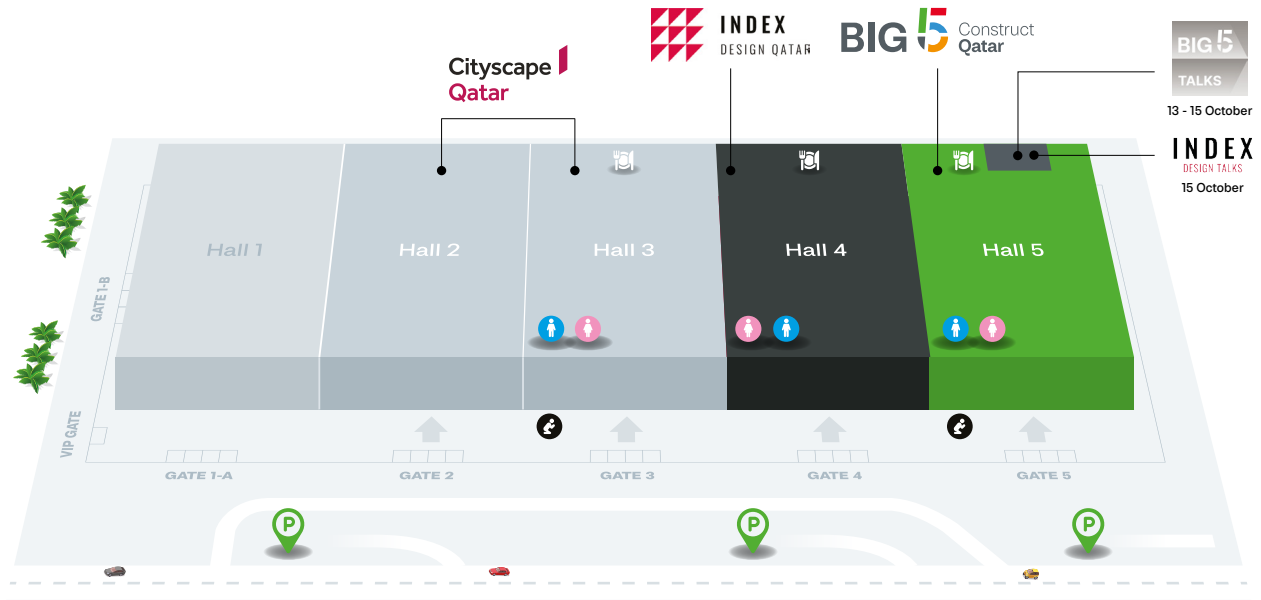 Cityscape
Qatar
INDEX
DESIGN QATAR
BIG 5 Construct
Qatar
BIG 5
TALKS
13 - 15 October
INDEX
DESIGN TALKS
15 October
Hall 1
Hall 2
Hall 3
Hall 4
Hall 5
GATE 1-B
VIP GATE
GATE 1-A
GATE 2
GATE 3
GATE 4
GATE 5
P
P
P